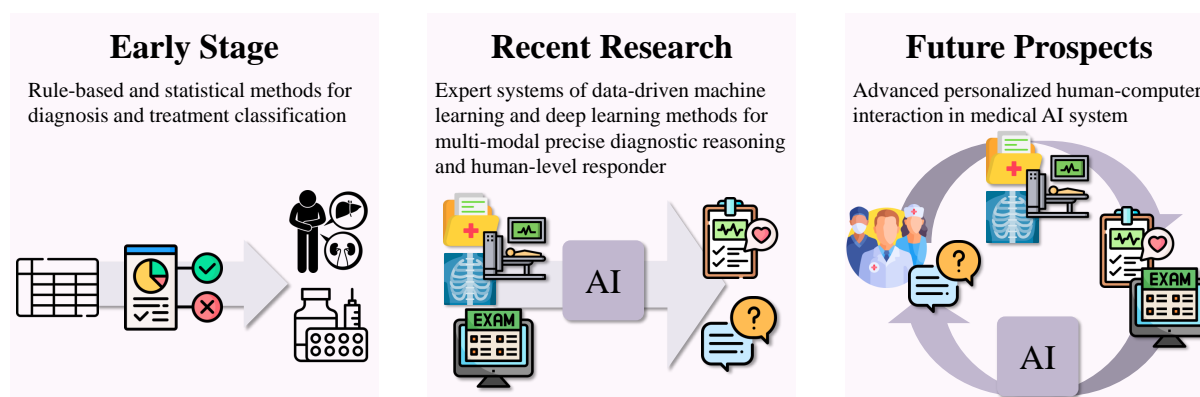 Early Stage
Rule-based and statistical methods for
diagnosis and treatment classification
Recent Research
Expert systems of data-driven machine
learning and deep learning methods for
multi-modal precise diagnostic reasoning
and human-level responder
AI
EXAM
?
Future Prospects
Advanced personalized human-computer
interaction in medical AI system
?
EXAM
AI